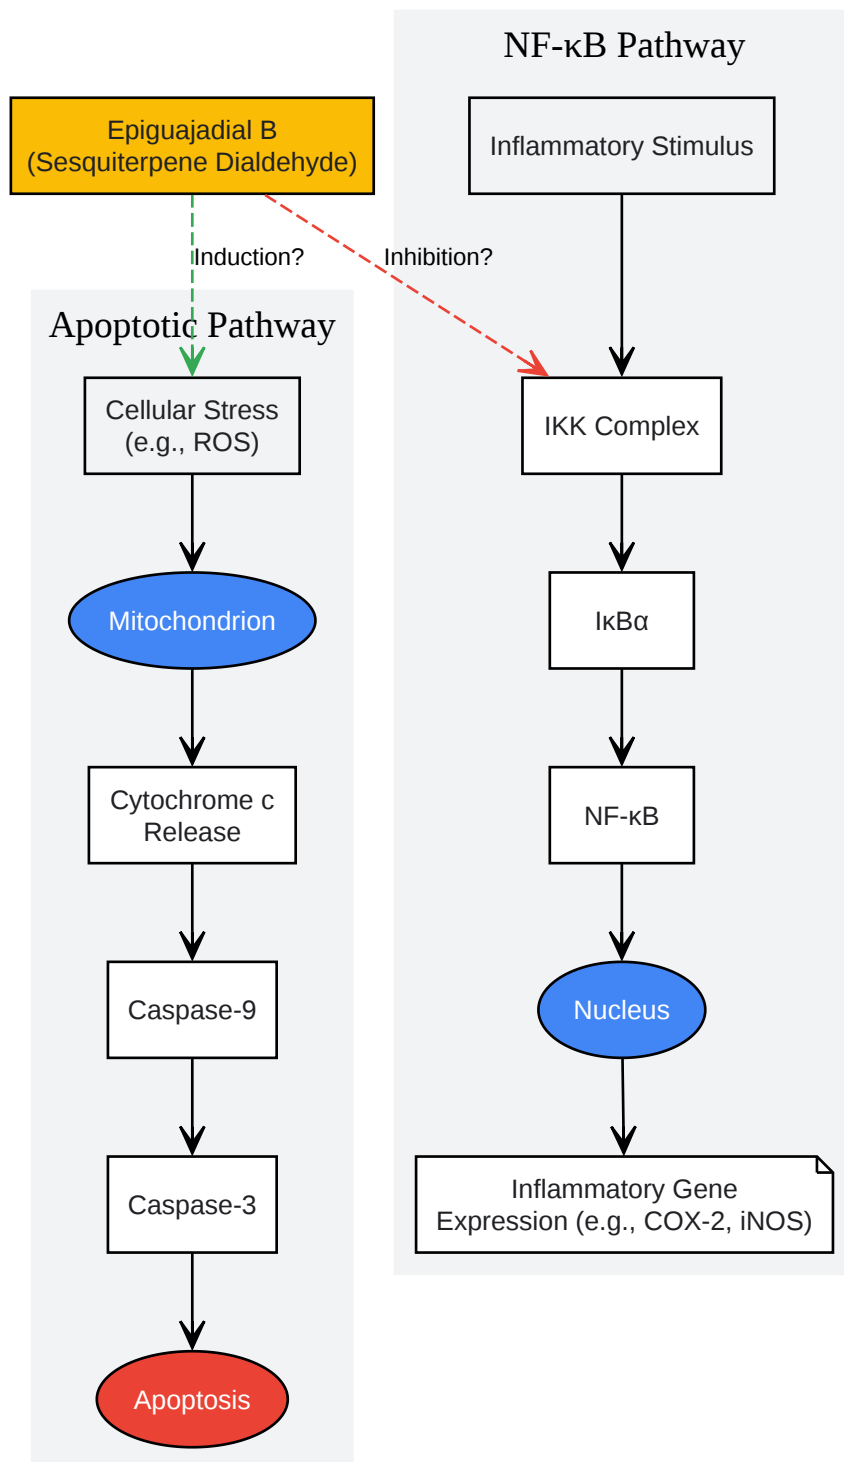 NF-κB Pathway
Epiguajadial B
(Sesquiterpene Dialdehyde)
Inflammatory Stimulus
Induction?
Inhibition?
Apoptotic Pathway
Cellular Stress
(e.g., ROS)
IKK Complex
Mitochondrion
IκBα
Cytochrome c
Release
NF-κB
Caspase-9
Nucleus
Caspase-3
Inflammatory Gene
Expression (e.g., COX-2, iNOS)
Apoptosis